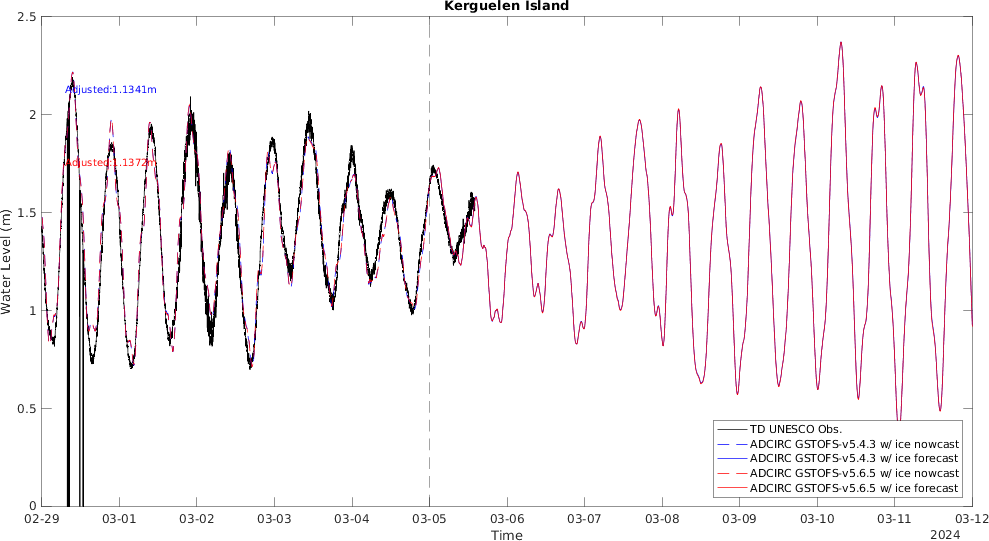 Kerguelen Island
2.5
2
1.5
1
0.5
0
Water Level (m)
Adjusted:1.1341m
Adjusted:1.1372m
TD UNESCO Obs.
ADCIRC GSTOFS-v5.4.3 w/ ice nowcast
ADCIRC GSTOFS-v5.4.3 w/ ice forecast
ADCIRC GSTOFS-v5.6.5 w/ ice nowcast
ADCIRC GSTOFS-v5.6.5 w/ ice forecast
02-29 03-01 03-02 03-03 03-04 03-05 03-06 03-07 03-08 03-09 03-10 03-11 03-12
Time
2024